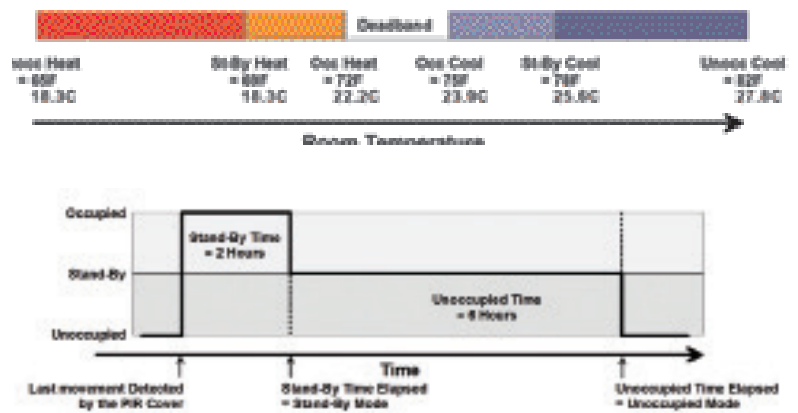 Deadband
Heat St-By Heat Occ Heat Occ Cool St-By Cool Unocc Cool
= 72F = 75F = 78F = 82F
18.3C 18.3C 22.2C 23.9C 25.6C 27.8C
Room Temperature
Occupied
Stand-By Time
= 2 Hours
Stand-By
Unoccupied Time
= 6 Hours
Unoccupied
Time
Last movement Detected
by the PIR Cover
Stand-By Time Elapsed
= Stand-By Mode
Unoccupied Time Elapsed
= Unoccupied Mode